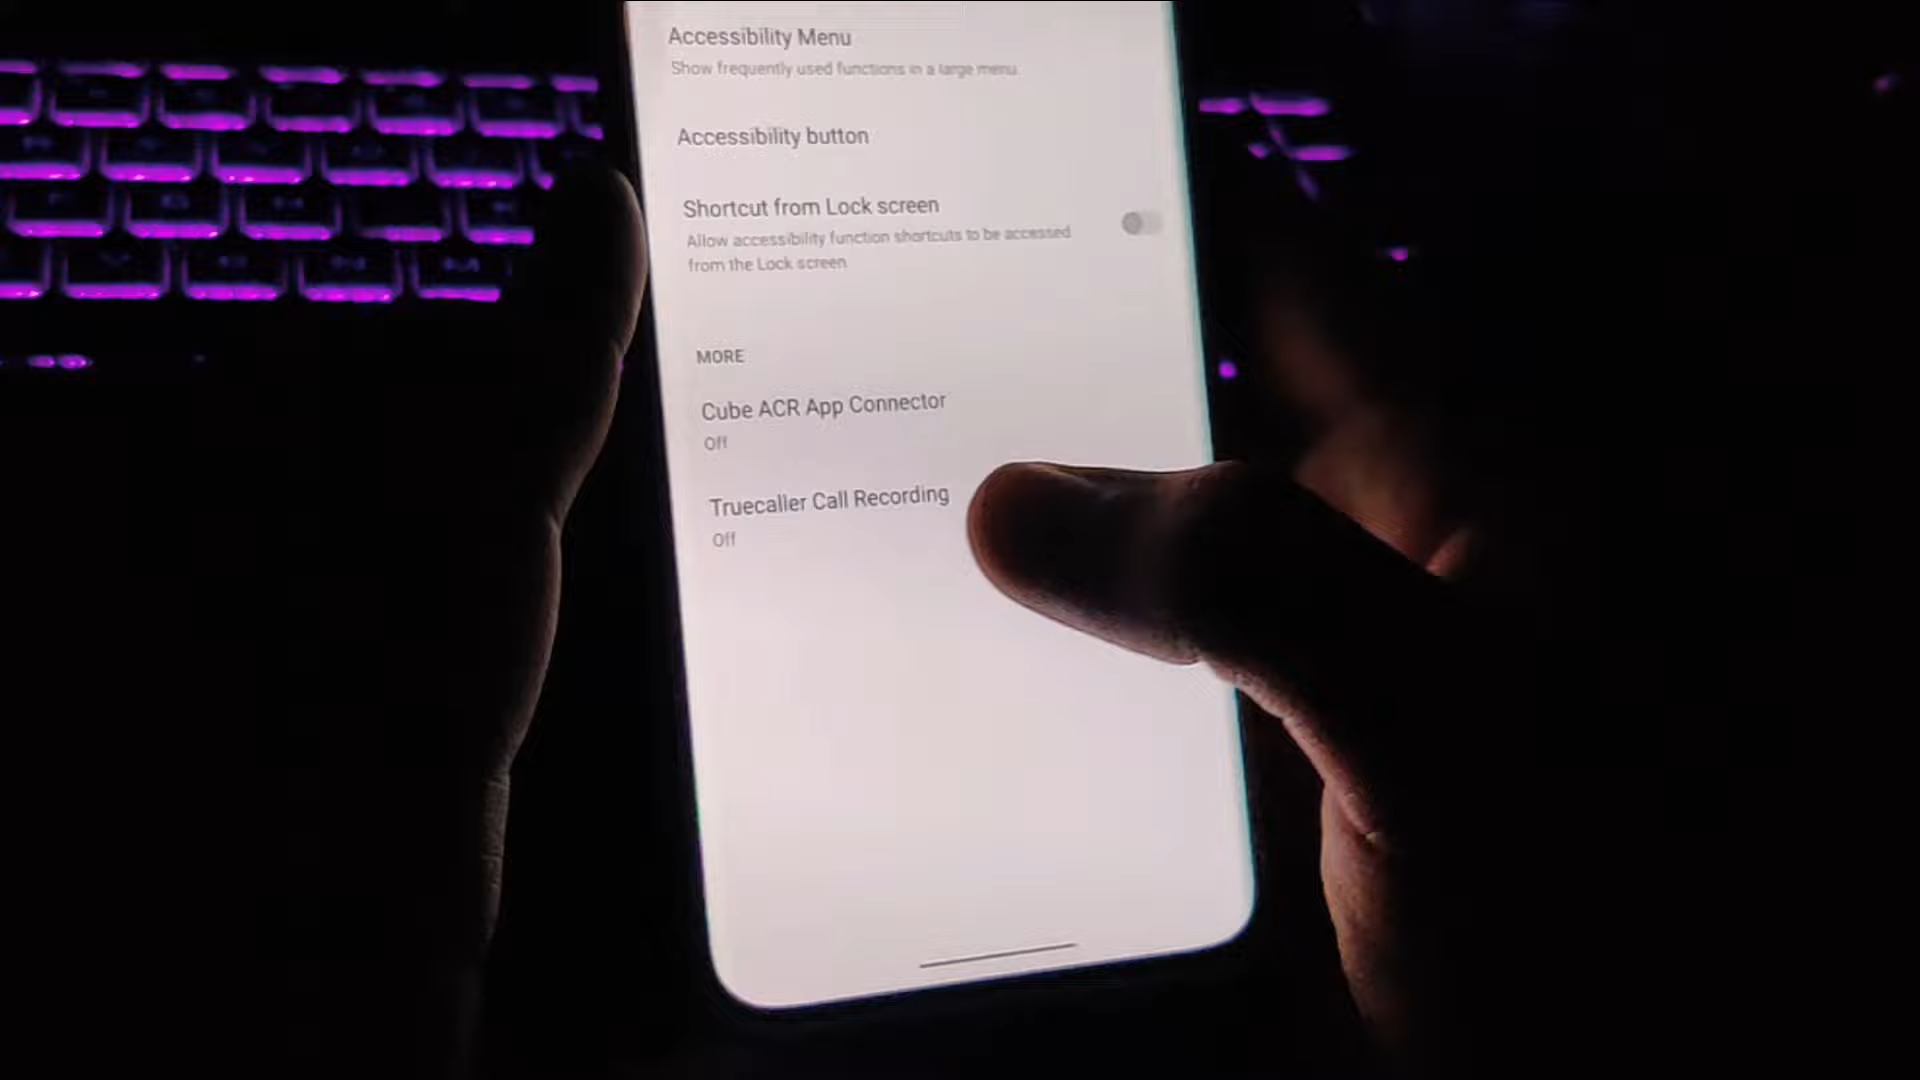 Accessibility Menu
Show frequently used functions in a large menu.
Accessibility button
Shortcut from Lock screen
Allow accessibility function shortcuts to be accessed
from the Lock screen
MORE
Cube ACR App Connector
Off
Truecaller Call Recording
Off